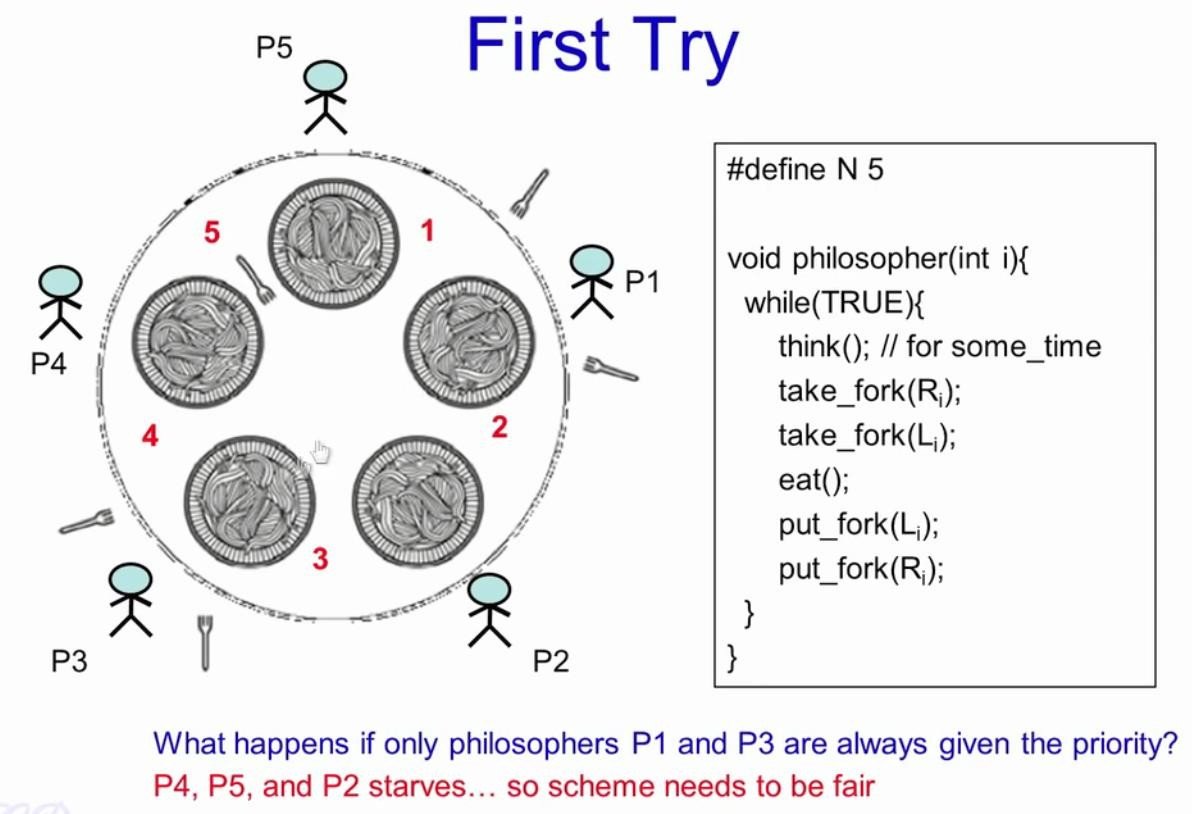 First Try
P5
5
1
P1
P4
4
2
3
P3
P2
#define N 5
void philosopher(int i){
while(TRUE){
think(); // for some_time
take_fork(Ri);
take_fork(Li);
eat();
put_fork(Li);
put_fork(Ri);
}
}
What happens if only philosophers P1 and P3 are always given the priority?
P4, P5, and P2 starves… so scheme needs to be fair